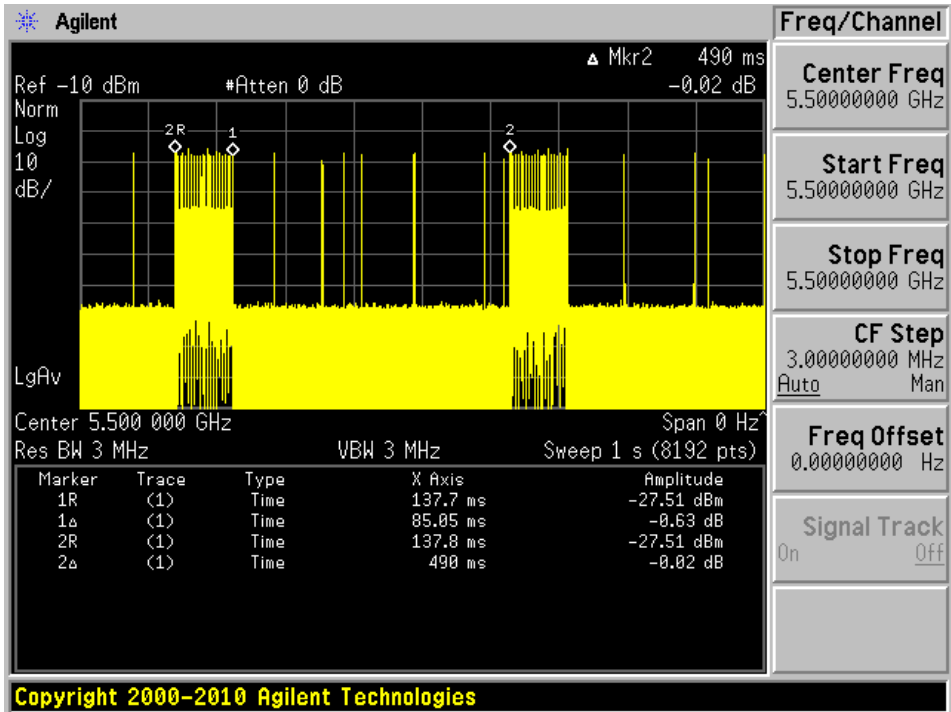 Agilent
Freq/Channel
Δ Mkr2 490 ms
Ref -10 dBm #Atten 0 dB -0.02 dB
Norm
Log
10
dB/
2R
1
2
LgAv
Center 5.500 000 GHz Span 0 Hz^
Res BW 3 MHz VBW 3 MHz Sweep 1 s (8192 pts)
Marker Trace Type X Axis Amplitude
1R (1) Time 137.7 ms -27.51 dBm
1Δ (1) Time 85.05 ms -0.63 dB
2R (1) Time 137.8 ms -27.51 dBm
2Δ (1) Time 490 ms -0.02 dB
Center Freq
5.50000000 GHz
Start Freq
5.50000000 GHz
Stop Freq
5.50000000 GHz
CF Step
3.00000000 MHz
Auto Man
Freq Offset
0.00000000 Hz
Signal Track
On Off
Copyright 2000-2010 Agilent Technologies